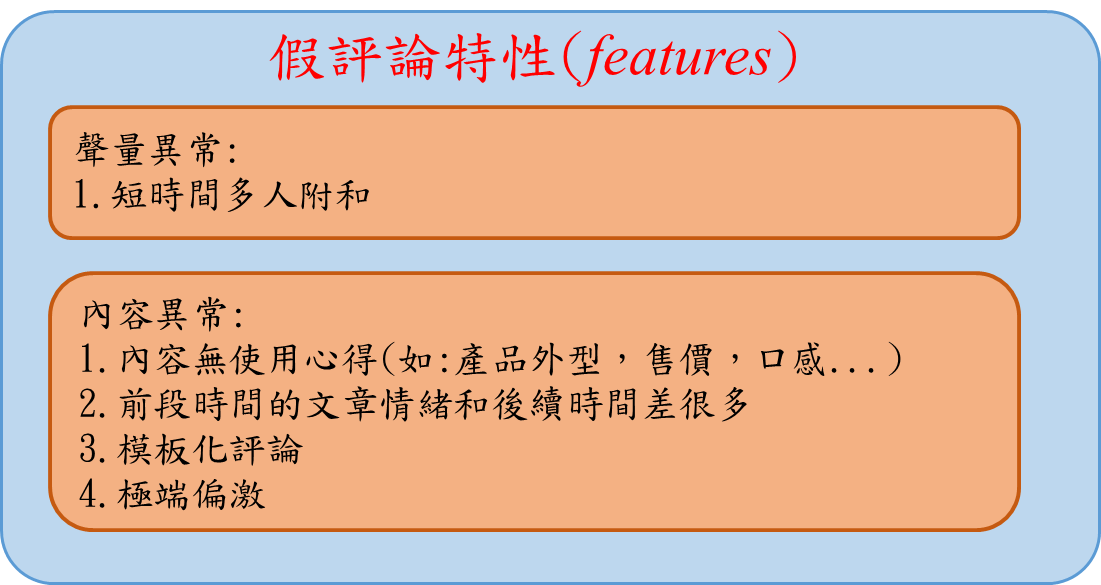 假評論特性(features)
聲量異常:
1.短時間多人附和
內容異常:
1.內容無使用心得(如:產品外型，售價，口感...)
2.前段時間的文章情緒和後續時間差很多
3.模板化評論
4.極端偏激